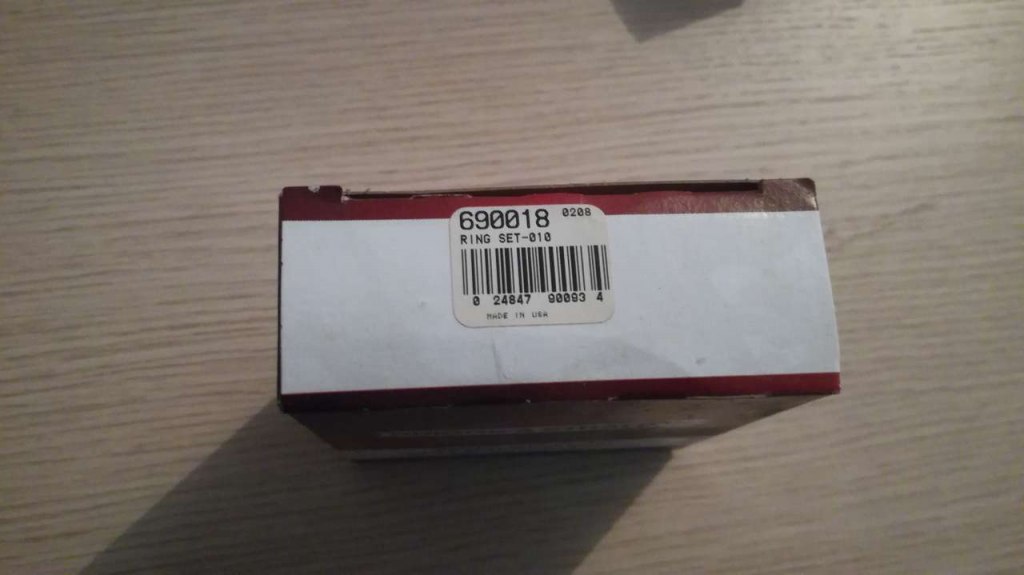 690018 0208
RING SET-010
0 24847 90093 4
MADE IN USA